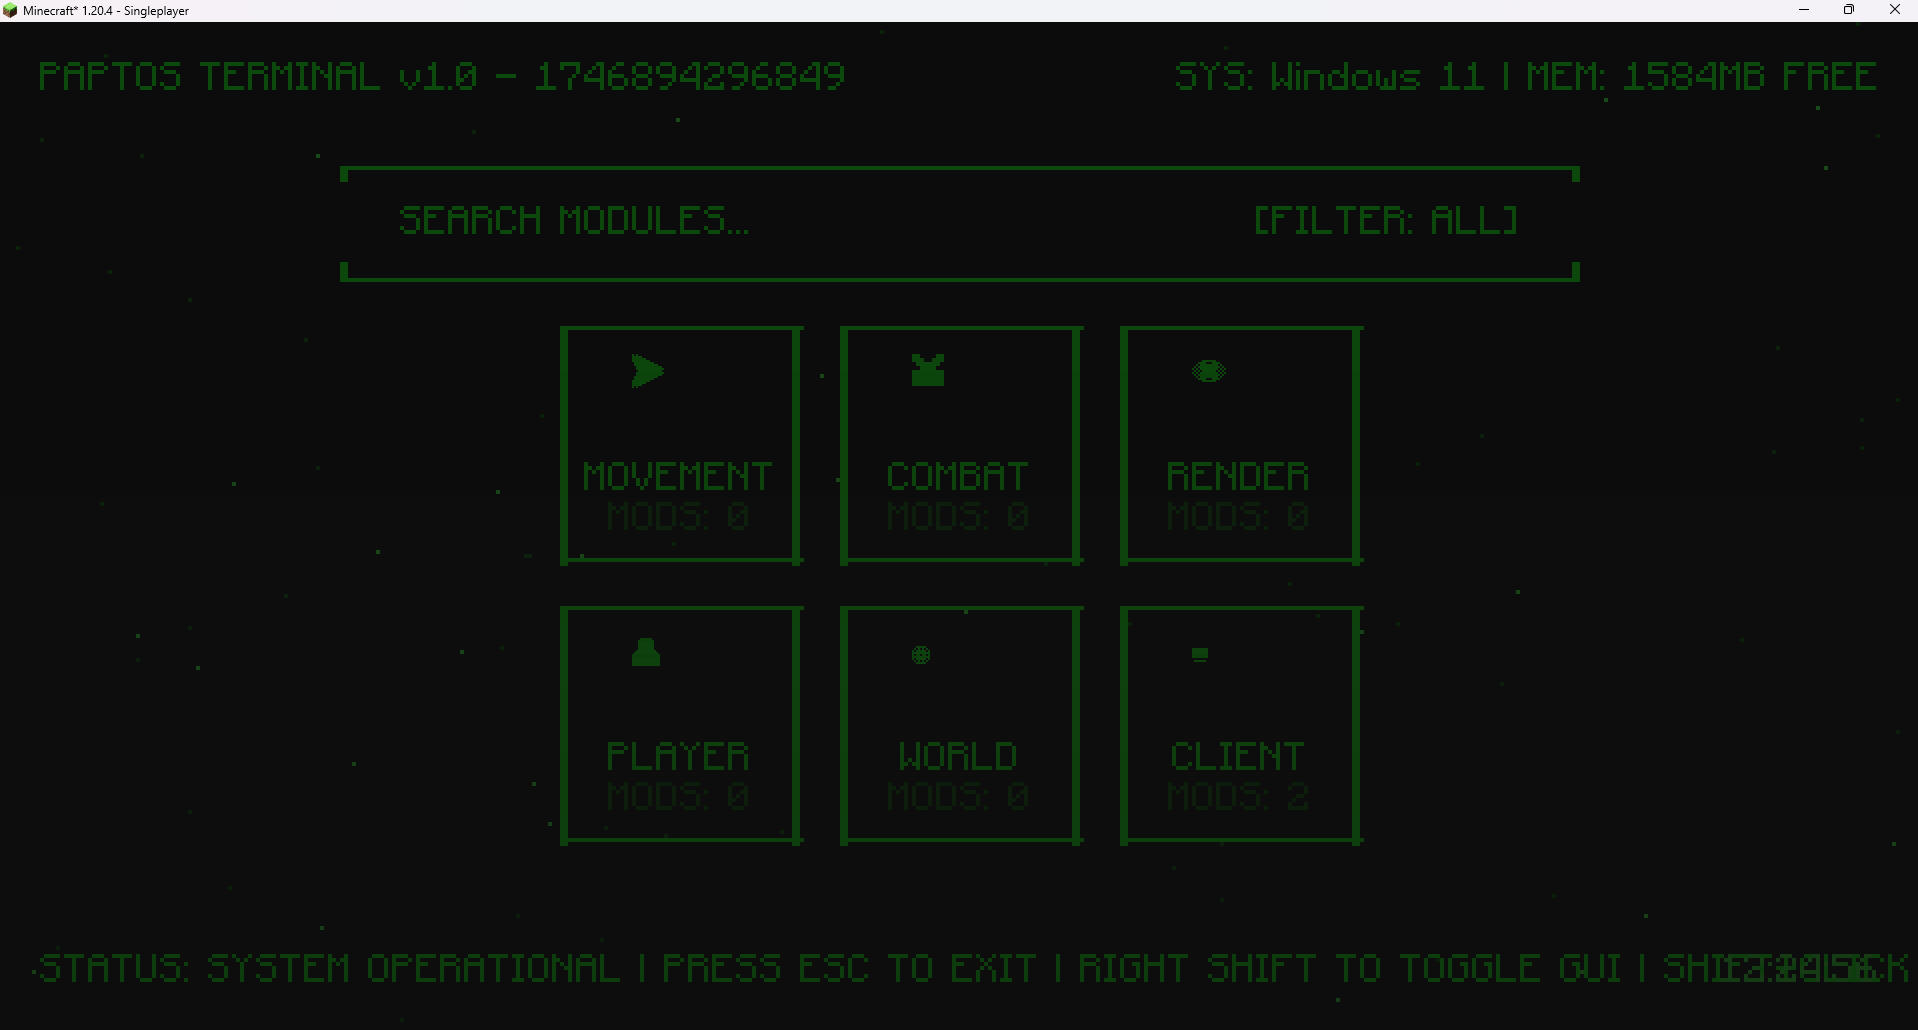 Minecraft* 1.20.4 - Singleplayer
PAPTOS TERMINAL v1.0 - 1746894296849
SYS: Windows 11 | MEM: 1584MB FREE
SEARCH MODULES...
[FILTER: ALL]
MOVEMENT
MODS: 0
COMBAT
MODS: 0
RENDER
MODS: 0
PLAYER
MODS: 0
WORLD
MODS: 0
CLIENT
MODS: 2
STATUS: SYSTEM OPERATIONAL | PRESS ESC TO EXIT | RIGHT SHIFT TO TOGGLE GUI |